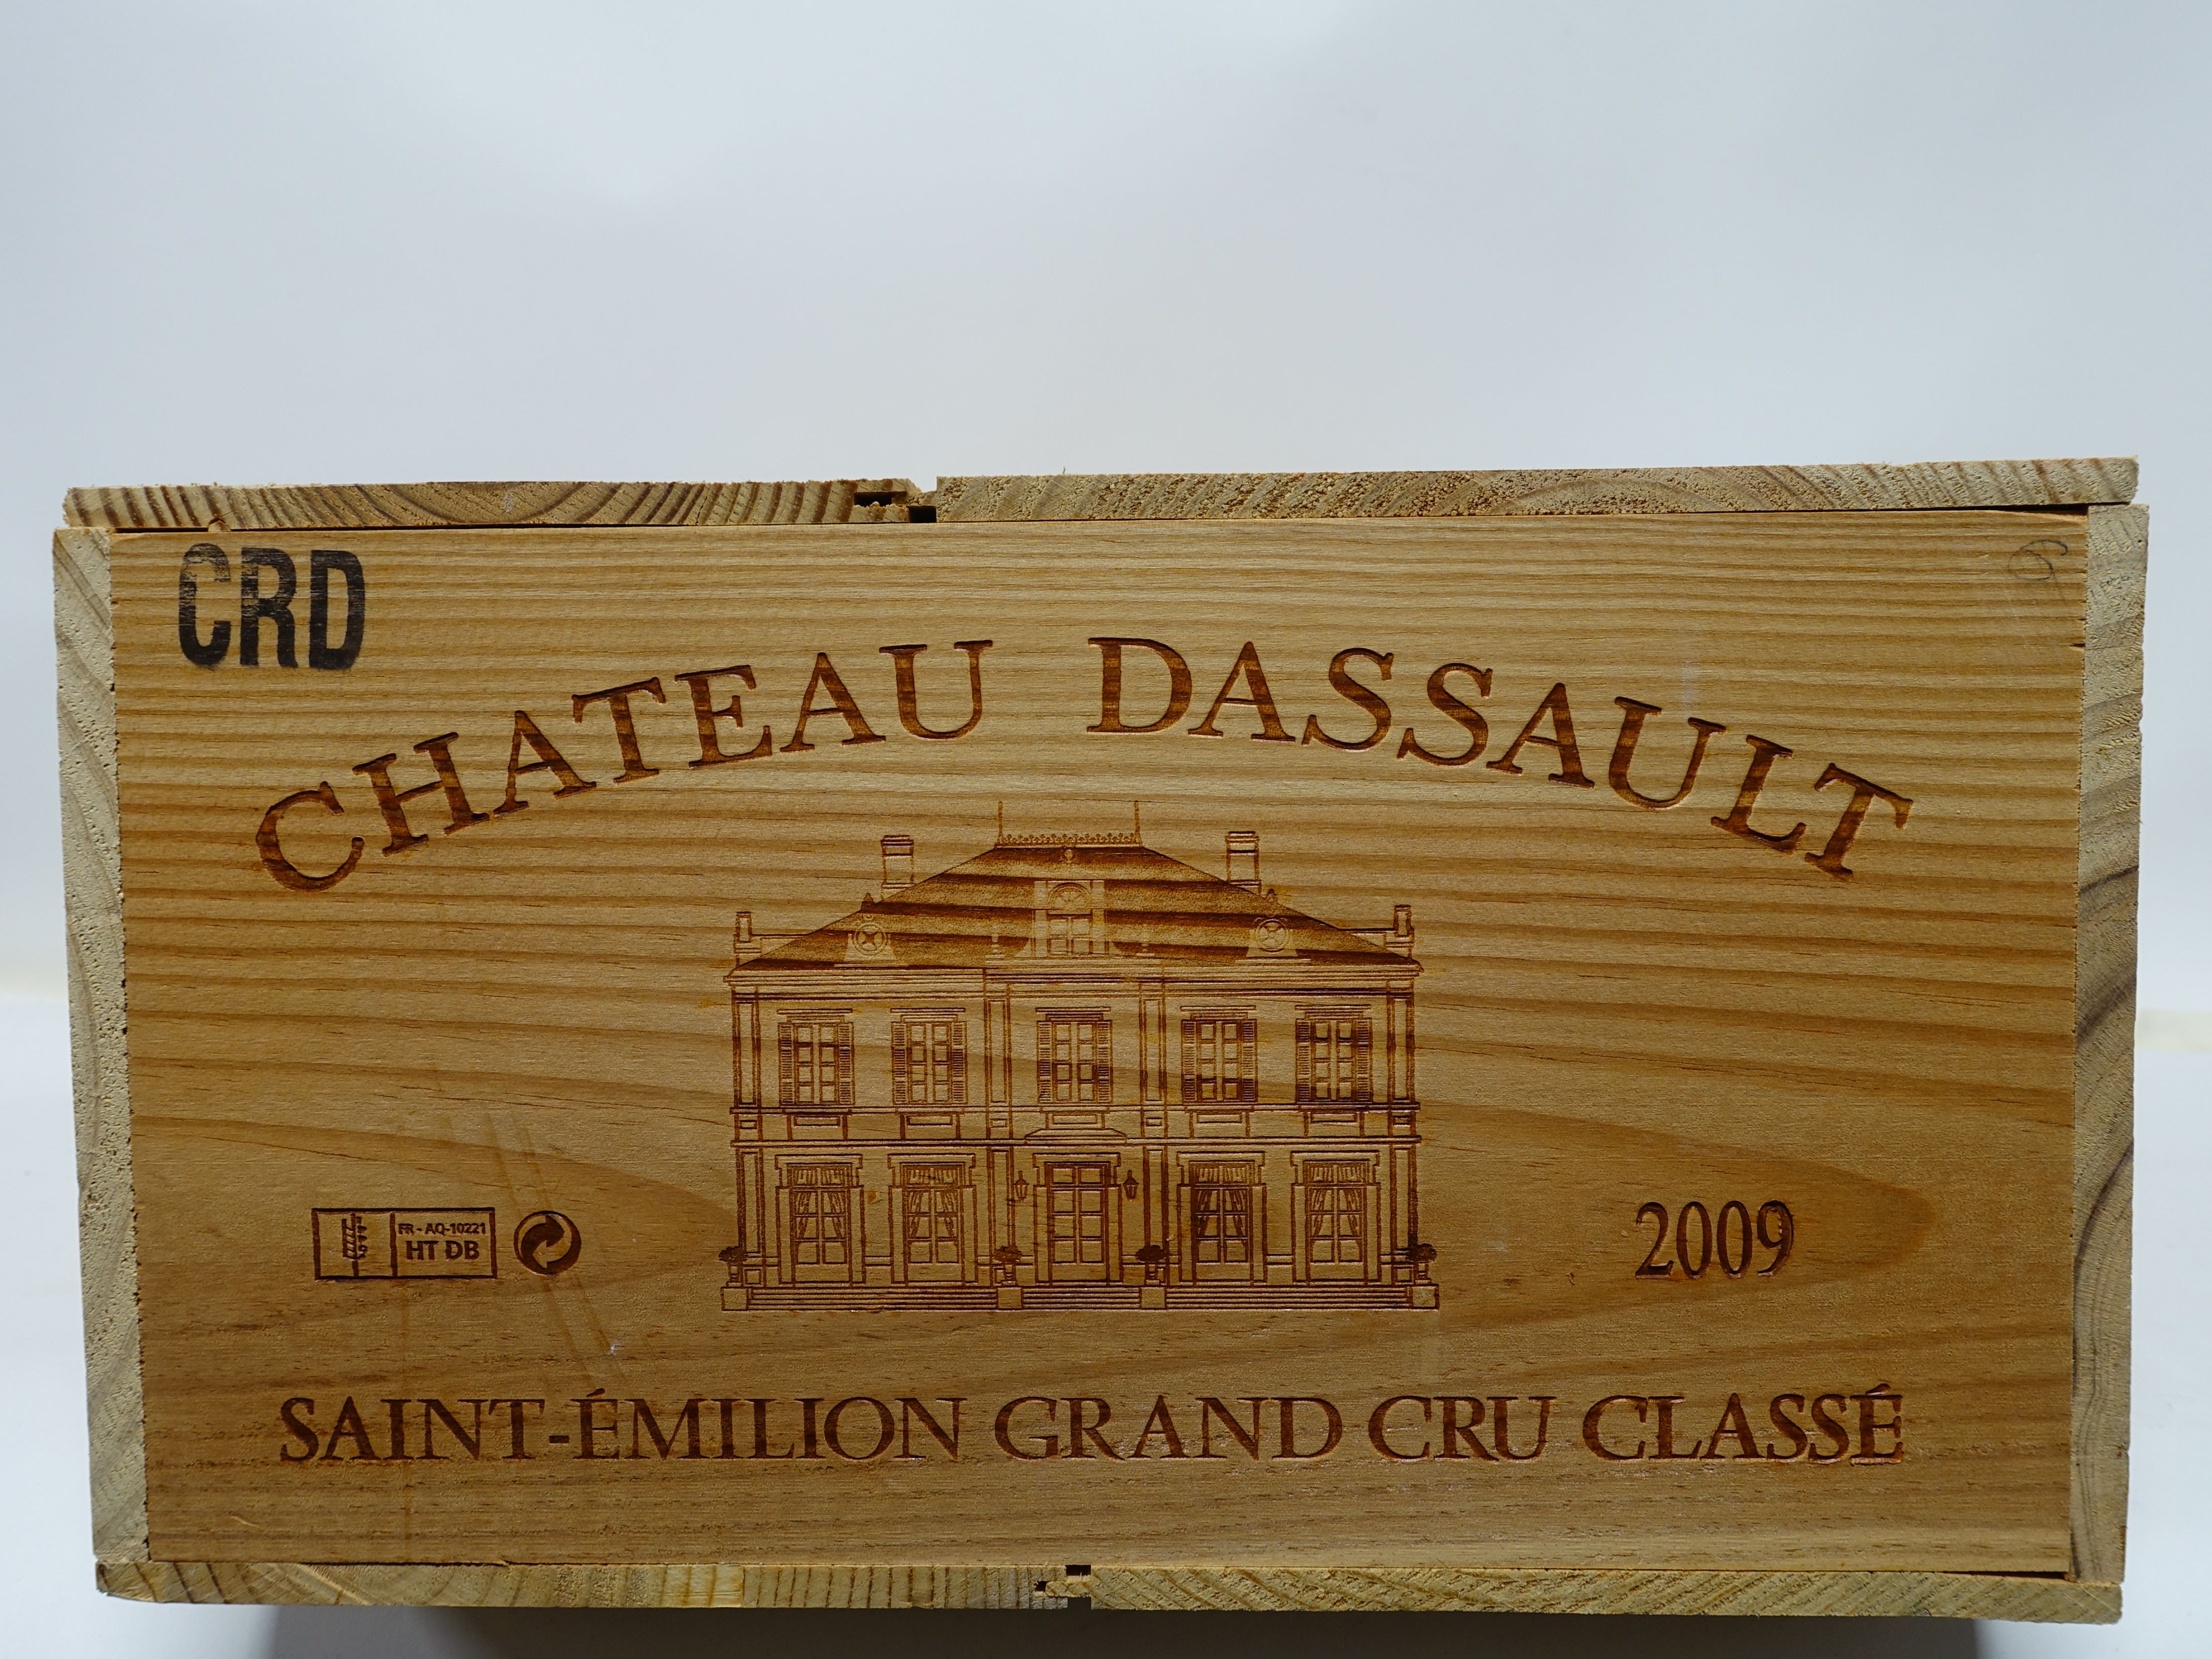 CRD
CHATEAU DASSAULT
FR - AQ-10221
HT DB
2009
SAINT-ÉMILION GRAND CRU CLASSÉ